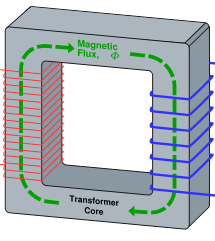 Magnetic
Flux, Φ
Transformer
Core